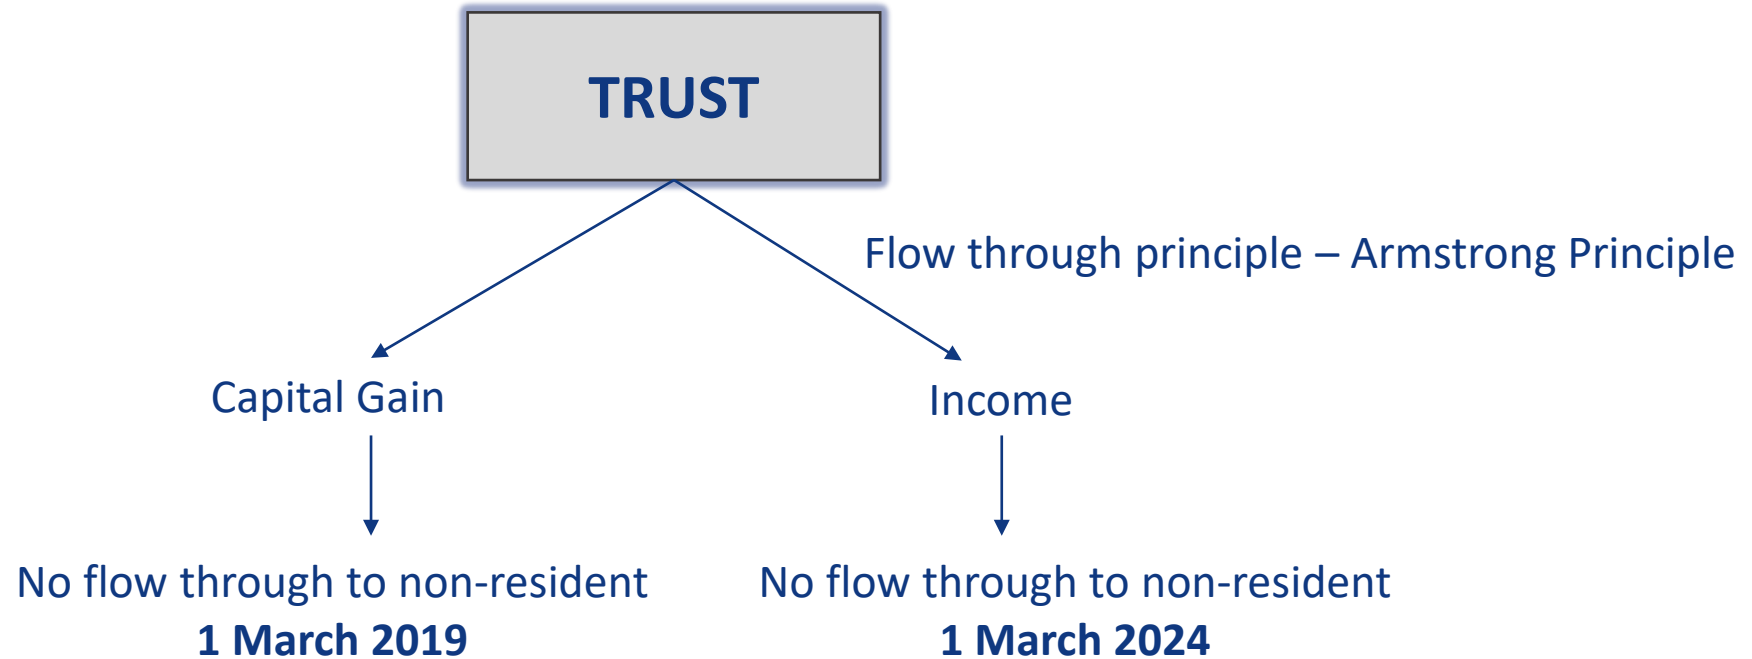 TRUST
Flow through principle – Armstrong Principle
Capital Gain
Income
No flow through to non-resident
1 March 2019
No flow through to non-resident
1 March 2024